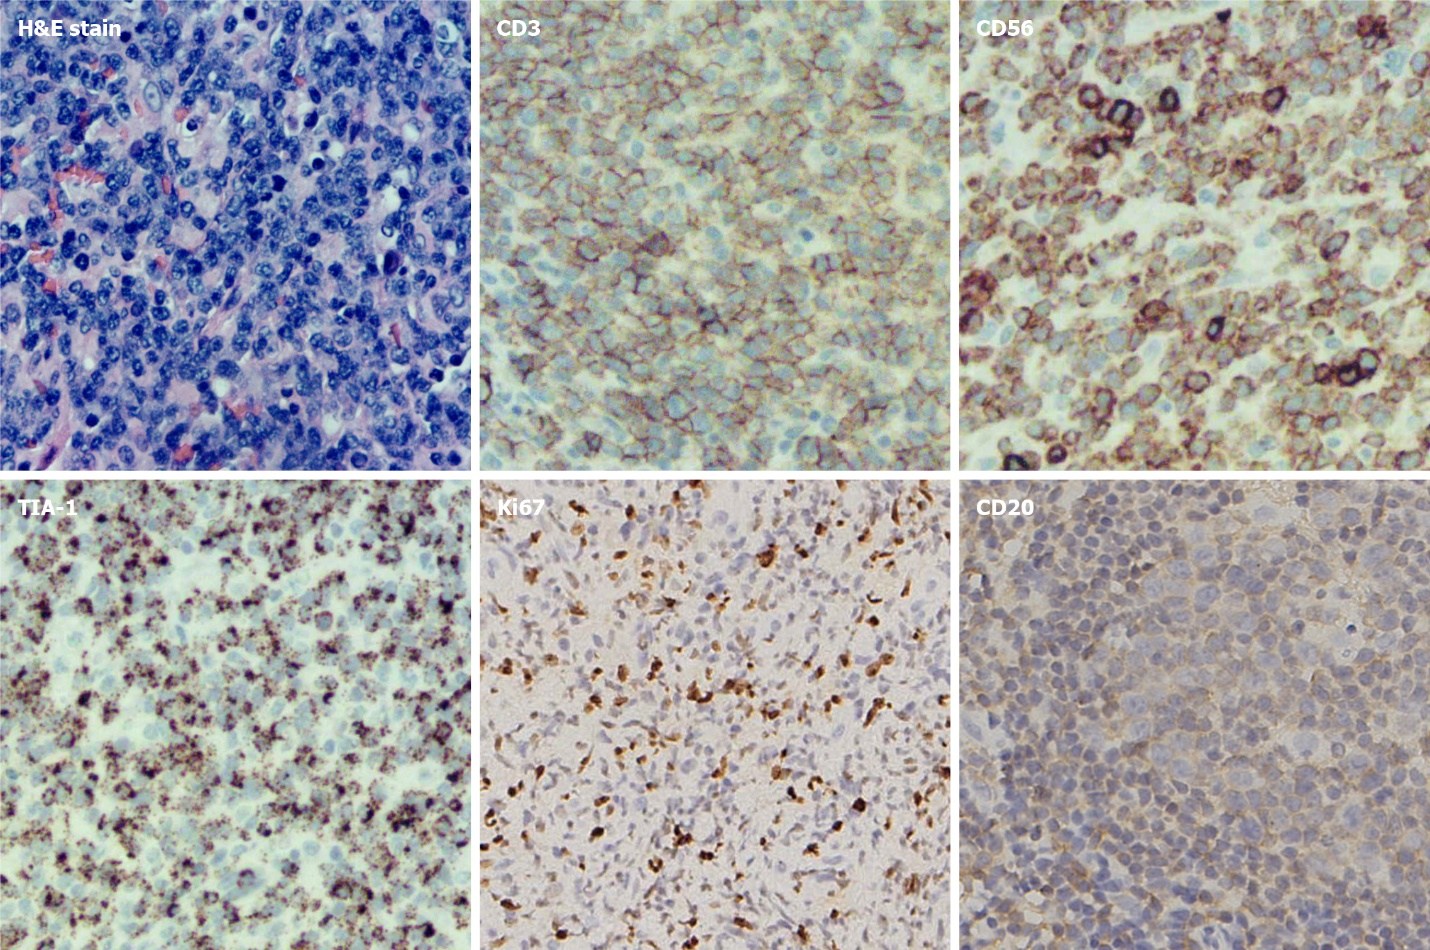 H&E stain
CD3
CD56
TIA-1
Ki67
CD20